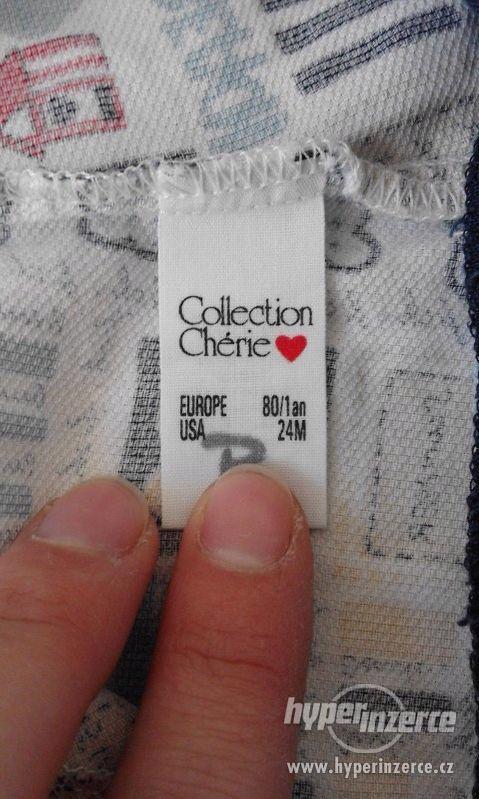 Collection
Chérie
EUROPE 80/1an
USA 24M
hyperinzerce
www.hyperinzerce.cz